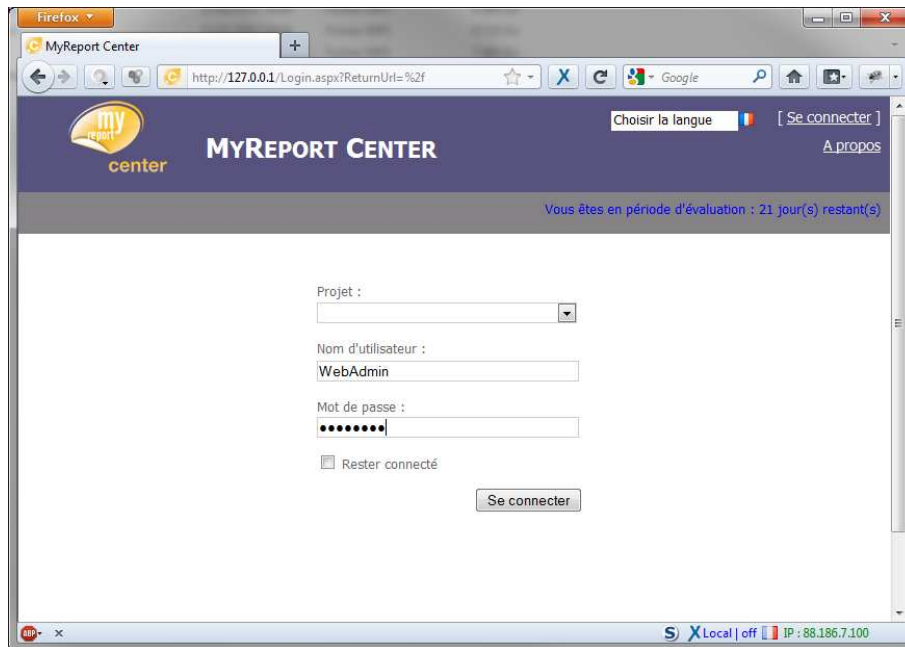 Firefox
MyReport Center
http://127.0.0.1/Login.aspx?ReturnUrl=%2f
Google
my
report
center
MYREPORT CENTER
Choisir la langue
[ Se connecter ]
A propos
Vous êtes en période d'évaluation : 21 jour(s) restant(s)
Projet :
Nom d'utilisateur :
WebAdmin
Mot de passe :
••••••••
Rester connecté
Se connecter
ABP
S X Local | off IP : 88.186.7.100